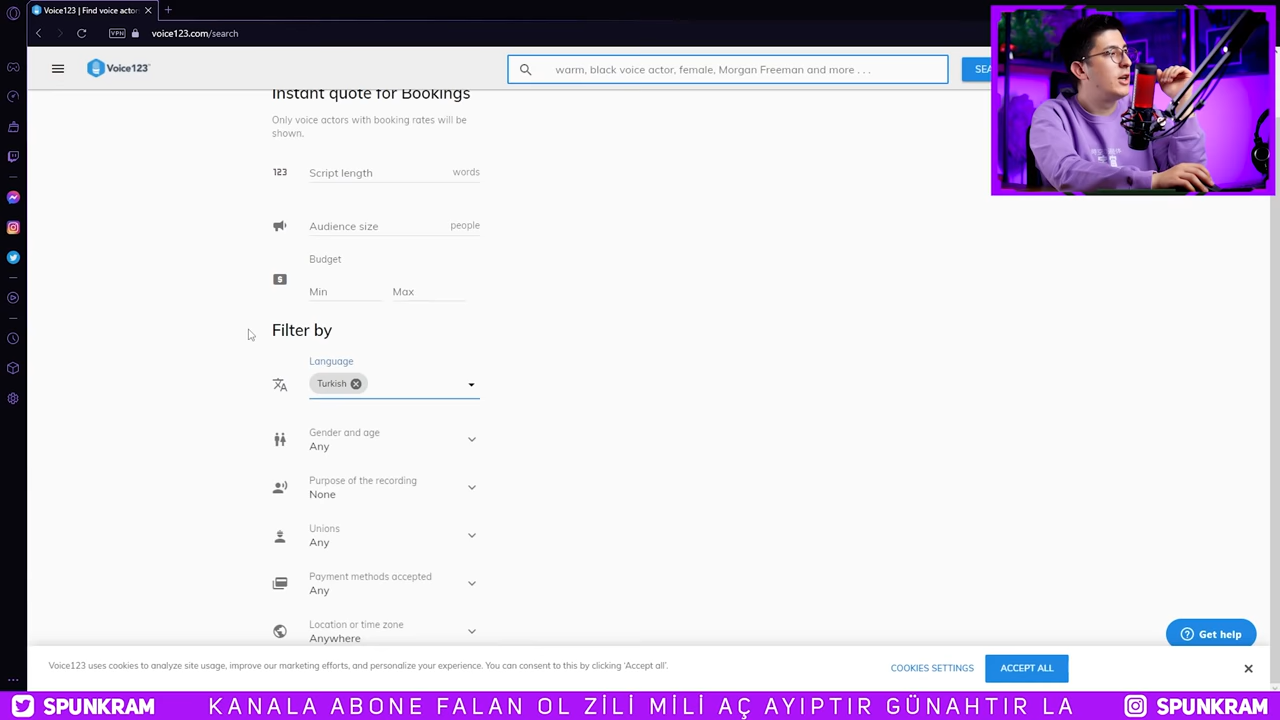 Voice123 | Find voice actor
VPN
voice123.com/search
Voice123
warm, black voice actor, female, Morgan Freeman and more . . .
SEA
Instant quote for Bookings
Only voice actors with booking rates will be
shown.
123 Script length words
Audience size people
Budget
Min Max
Filter by
Language
Turkish
Gender and age
Any
Purpose of the recording
None
Unions
Any
Payment methods accepted
Any
Location or time zone
Anywhere
Get help
Voice123 uses cookies to analyze site usage, improve our marketing efforts, and personalize your experience. You can consent to this by clicking ‘Accept all’.
COOKIES SETTINGS
ACCEPT ALL
SPUNKRAM KANALA ABONE FALAN OL ZİLİ MİLİ AÇ AYIPTIR GÜNAHTIR LA SPUNKRAM